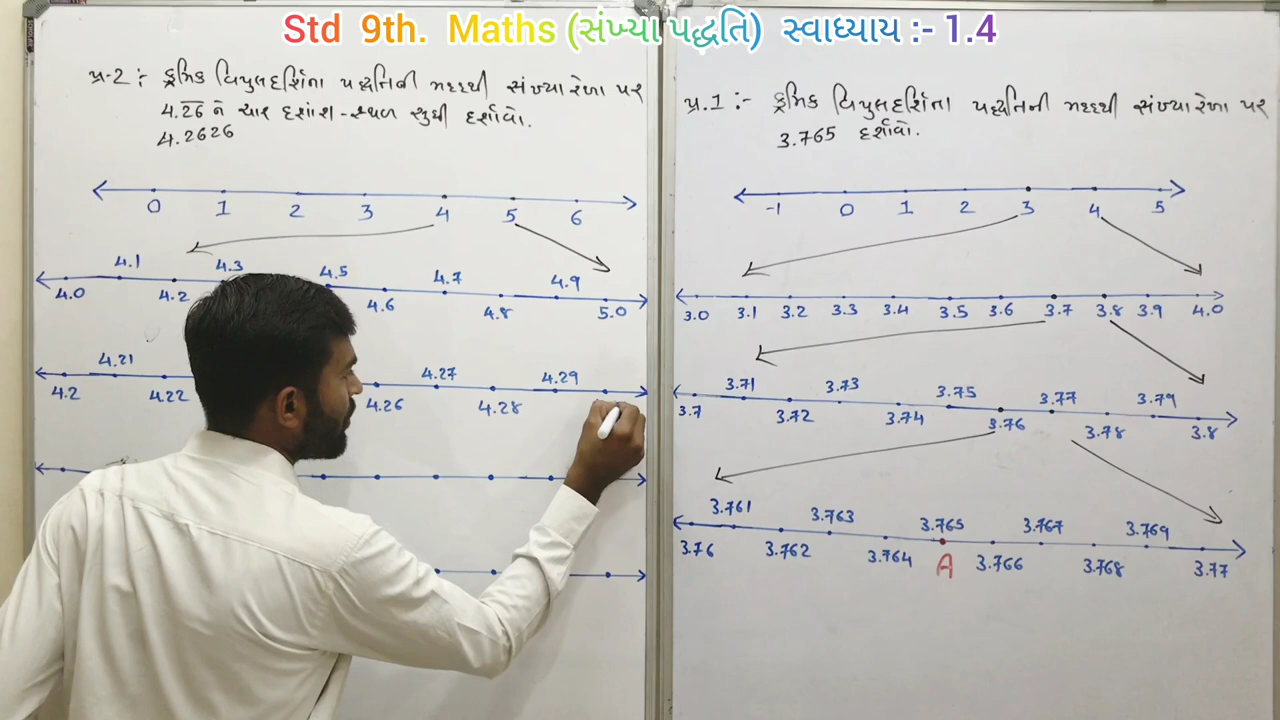 Std 9th. Maths (સંખ્યા પદ્ધતિ) સ્વાધ્યાય :- 1.4
પ્ર-2 :- ક્રમિક વિપુલદર્શિતા પદ્ધતિની મદદથી સંખ્યારેખા પર
4.2̅6̅ ને ચાર દશાંશ-સ્થળ સુધી દર્શાવો.
4.2626
0 1 2 3 4 5 6
4.1 4.3 4.5 4.7 4.9
4.0 4.2 4.6 4.8 5.0
4.21 4.27 4.29
4.2 4.22 4.26 4.28
પ્ર.1 :- ક્રમિક વિપુલદર્શિતા પદ્ધતિની મદદથી સંખ્યારેખા પર
3.765 દર્શાવો.
-1 0 1 2 3 4 5
3.0 3.1 3.2 3.3 3.4 3.5 3.6 3.7 3.8 3.9 4.0
3.71 3.73 3.75 3.77 3.79
3.7 3.72 3.74 3.76 3.78 3.8
3.761 3.763 3.765 3.767 3.769
3.76 3.762 3.764 A 3.766 3.768 3.77